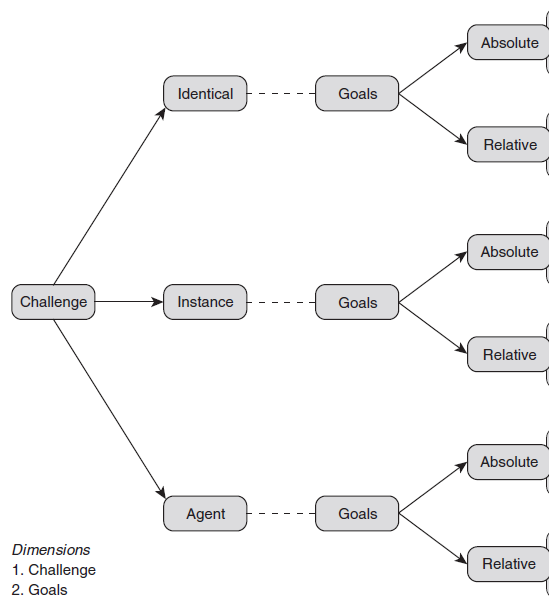 Absolute
Identical
Goals
Relative
Absolute
Challenge
Instance
Goals
Relative
Absolute
Agent
Goals
Relative
Dimensions
1. Challenge
2. Goals